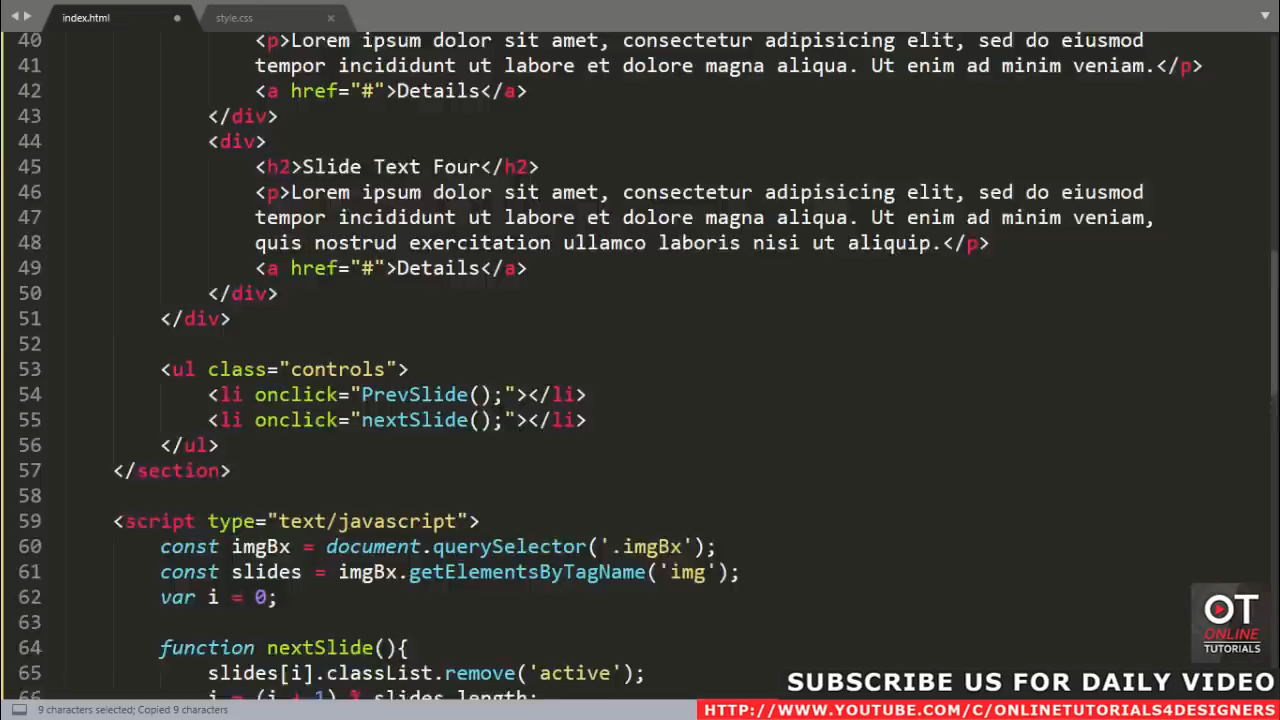 index.html
style.css
40 <p>Lorem ipsum dolor sit amet, consectetur adipisicing elit, sed do eiusmod
41 tempor incididunt ut labore et dolore magna aliqua. Ut enim ad minim veniam.</p>
42 <a href="#">Details</a>
43 </div>
44 <div>
45 <h2>Slide Text Four</h2>
46 <p>Lorem ipsum dolor sit amet, consectetur adipisicing elit, sed do eiusmod
47 tempor incididunt ut labore et dolore magna aliqua. Ut enim ad minim veniam,
48 quis nostrud exercitation ullamco laboris nisi ut aliquip.</p>
49 <a href="#">Details</a>
50 </div>
51 </div>
52
53 <ul class="controls">
54 <li onclick="PrevSlide();"></li>
55 <li onclick="nextSlide();"></li>
56 </ul>
57 </section>
58
59 <script type="text/javascript">
60 const imgBx = document.querySelector('.imgBx');
61 const slides = imgBx.getElementsByTagName('img');
62 var i = 0;
63
64 function nextSlide(){
65 slides[i].classList.remove('active');
66 i = (i + 1) % slides.length;
OT
ONLINE
TUTORIALS
SUBSCRIBE US FOR DAILY VIDEO
9 characters selected; Copied 9 characters
HTTP://WWW.YOUTUBE.COM/C/ONLINETUTORIALS4DESIGNERS